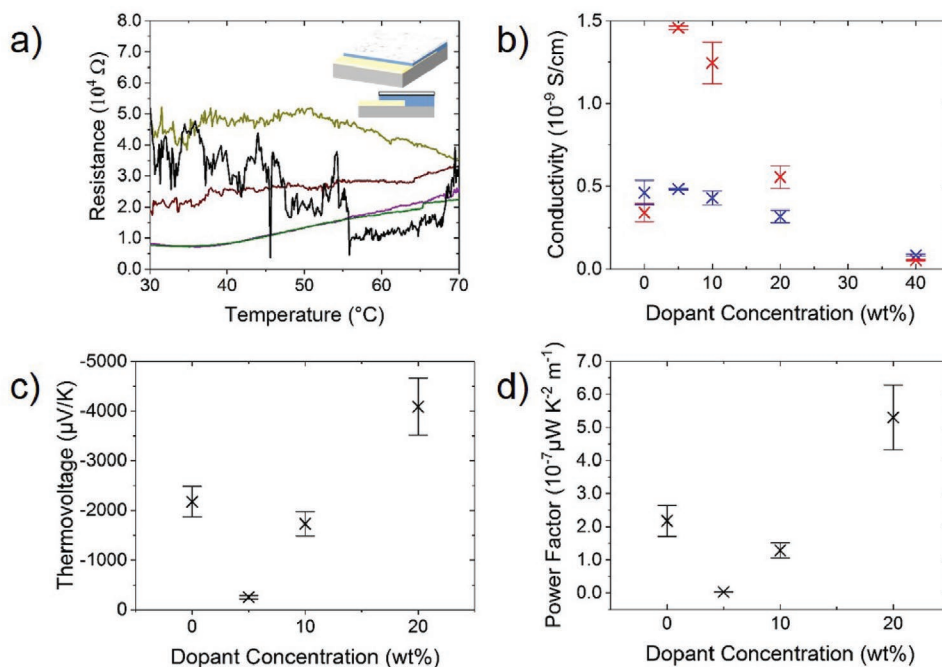 a)
Resistance (10⁴ Ω)
8.0
7.0
6.0
5.0
4.0
3.0
2.0
1.0
0.0
30 40 50 60 70
Temperature (°C)
b)
Conductivity (10⁻⁹ S/cm)
1.5
1.0
0.5
0.0
0 10 20 30 40
Dopant Concentration (wt%)
c)
Thermovoltage (µV/K)
-5000
-4000
-3000
-2000
-1000
0
0 10 20
Dopant Concentration (wt%)
d)
Power Factor (10⁻⁷µW K⁻² m⁻¹)
7.0
6.0
5.0
4.0
3.0
2.0
1.0
0.0
0 10 20
Dopant Concentration (wt%)